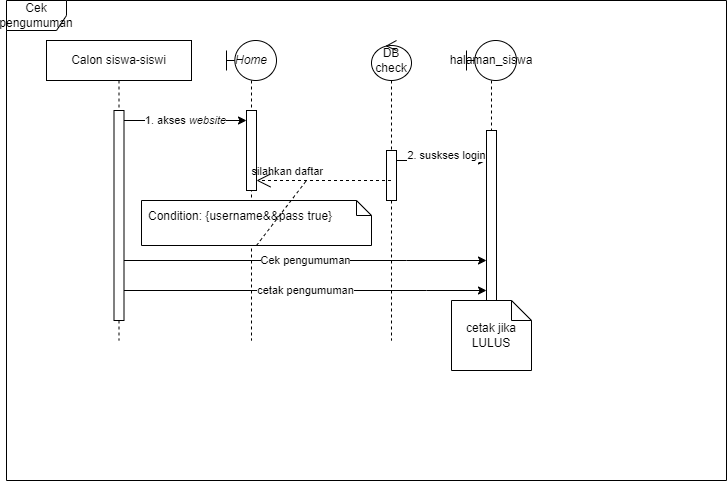 Cek
pengumuman
Calon siswa-siswi
Home
DB
check
halaman_siswa
1. akses website
2. suskses login
silahkan daftar
Condition: {username&&pass true}
Cek pengumuman
cetak pengumuman
cetak jika
LULUS